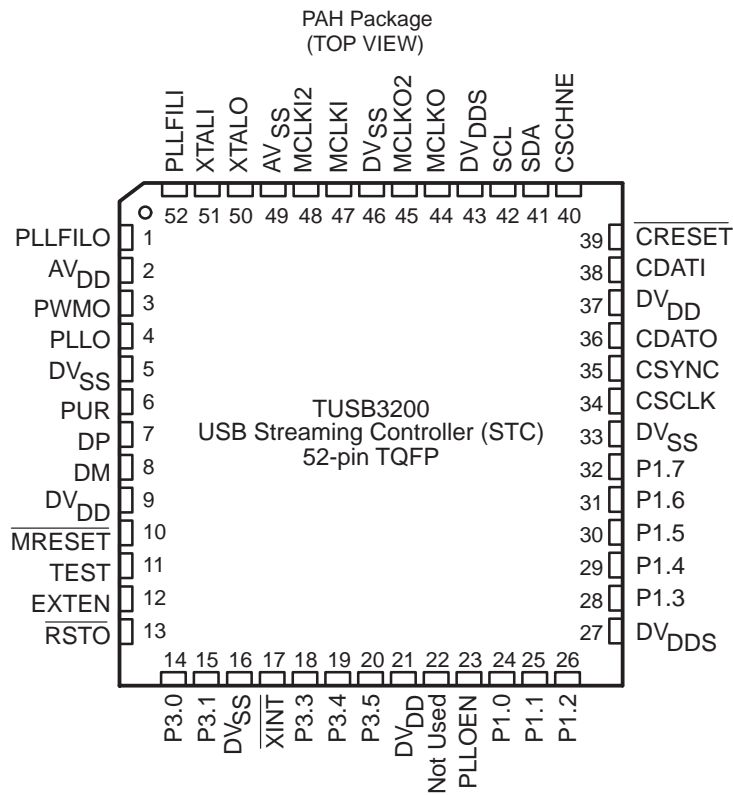 PAH Package
(TOP VIEW)
PLLFILI
XTALI
XTALO
AVSS
MCLKI2
MCLKI
DVSS
MCLKO2
MCLKO
DVDDS
SCL
SDA
CSCHNE
52 51 50 49 48 47 46 45 44 43 42 41 40
PLLFILO 1
AVDD 2
PWMO 3
PLLO 4
DVSS 5
PUR 6
DP 7
DM 8
DVDD 9
MRESET 10
TEST 11
EXTEN 12
RSTO 13
TUSB3200
USB Streaming Controller (STC)
52-pin TQFP
39 CRESET
38 CDATI
37 DVDD
36 CDATO
35 CSYNC
34 CSCLK
33 DVSS
32 P1.7
31 P1.6
30 P1.5
29 P1.4
28 P1.3
27 DVDDS
14 15 16 17 18 19 20 21 22 23 24 25 26
P3.0
P3.1
DVSS
XINT
P3.3
P3.4
P3.5
DVDD
Not Used
PLLOEN
P1.0
P1.1
P1.2